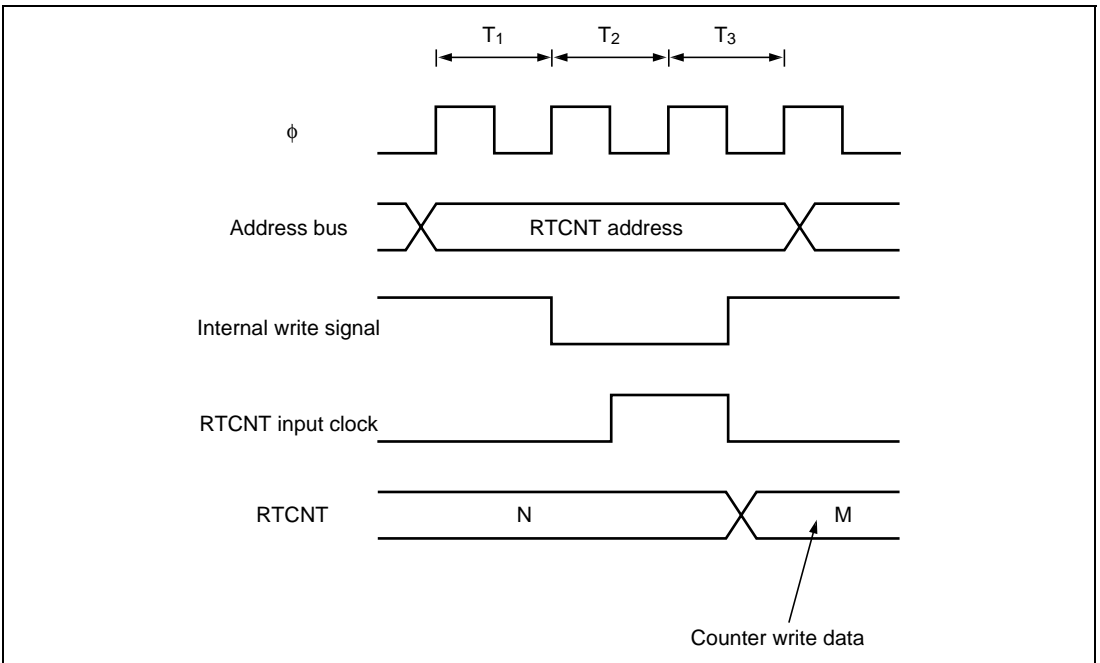 T1 T2 T3
φ
Address bus RTCNT address
Internal write signal
RTCNT input clock
RTCNT N M
Counter write data